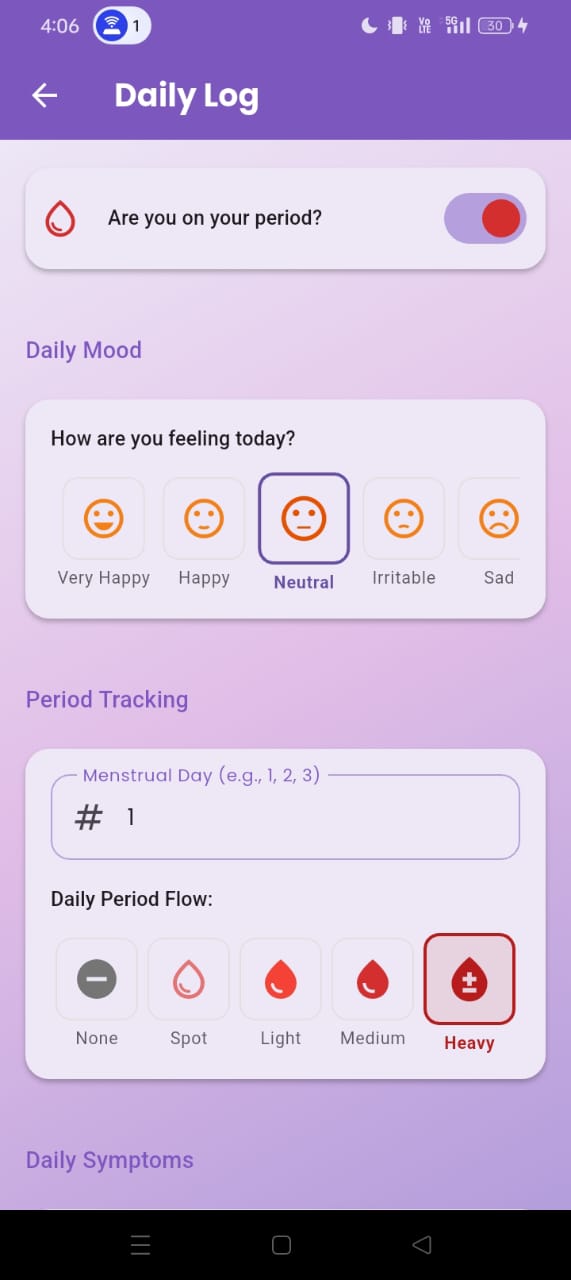 4:06
1
Vo
LTE
5G
30
Daily Log
Are you on your period?
Daily Mood
How are you feeling today?
Very Happy
Happy
Neutral
Irritable
Sad
Period Tracking
Menstrual Day (e.g., 1, 2, 3)
# 1
Daily Period Flow:
None
Spot
Light
Medium
Heavy
Daily Symptoms